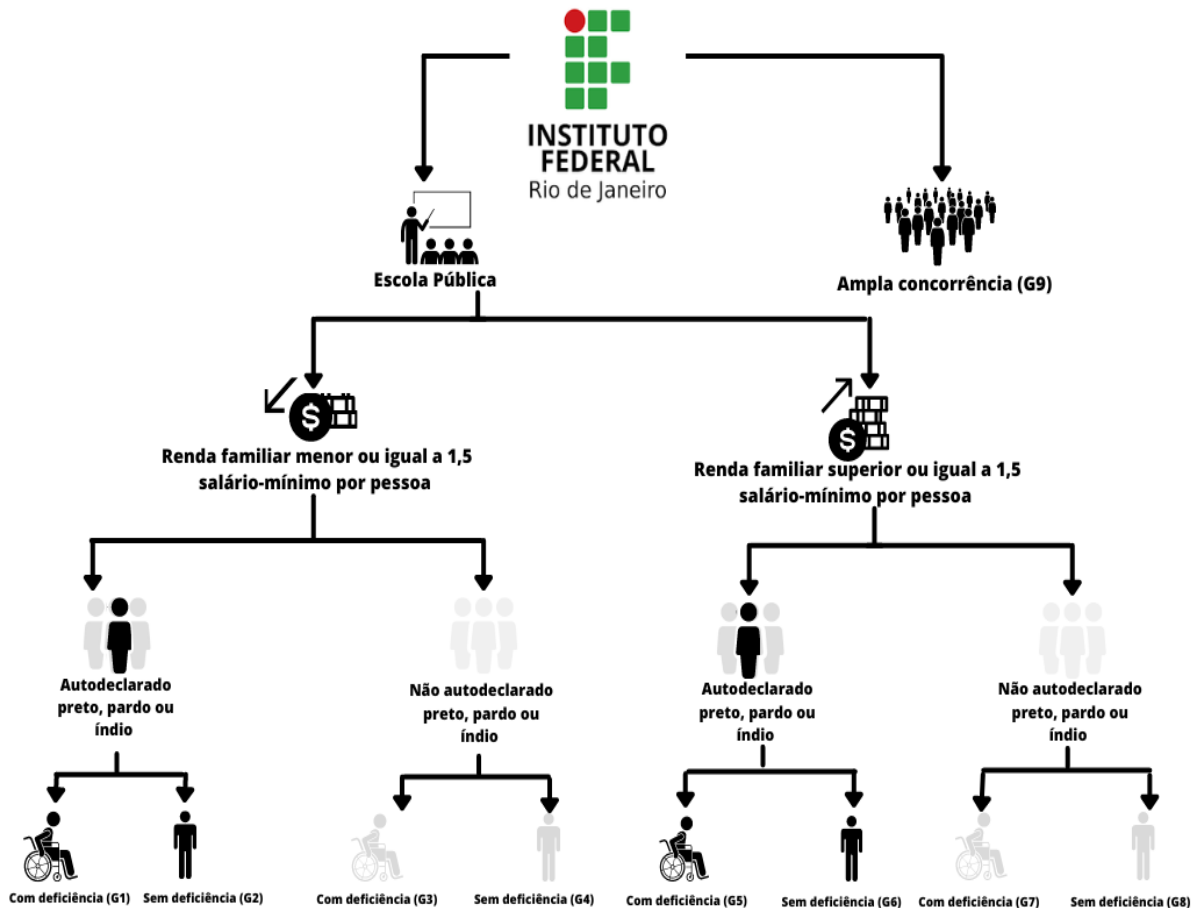 INSTITUTO
FEDERAL
Rio de Janeiro
Escola Pública
Ampla concorrência (G9)
Renda familiar menor ou igual a 1,5
salário-mínimo por pessoa
Renda familiar superior ou igual a 1,5
salário-mínimo por pessoa
Autodeclarado
preto, pardo ou
índio
Não autodeclarado
preto, pardo ou
índio
Autodeclarado
preto, pardo ou
índio
Não autodeclarado
preto, pardo ou
índio
Com deficiência (G1)
Sem deficiência (G2)
Com deficiência (G3)
Sem deficiência (G4)
Com deficiência (G5)
Sem deficiência (G6)
Com deficiência (G7)
Sem deficiência (G8)